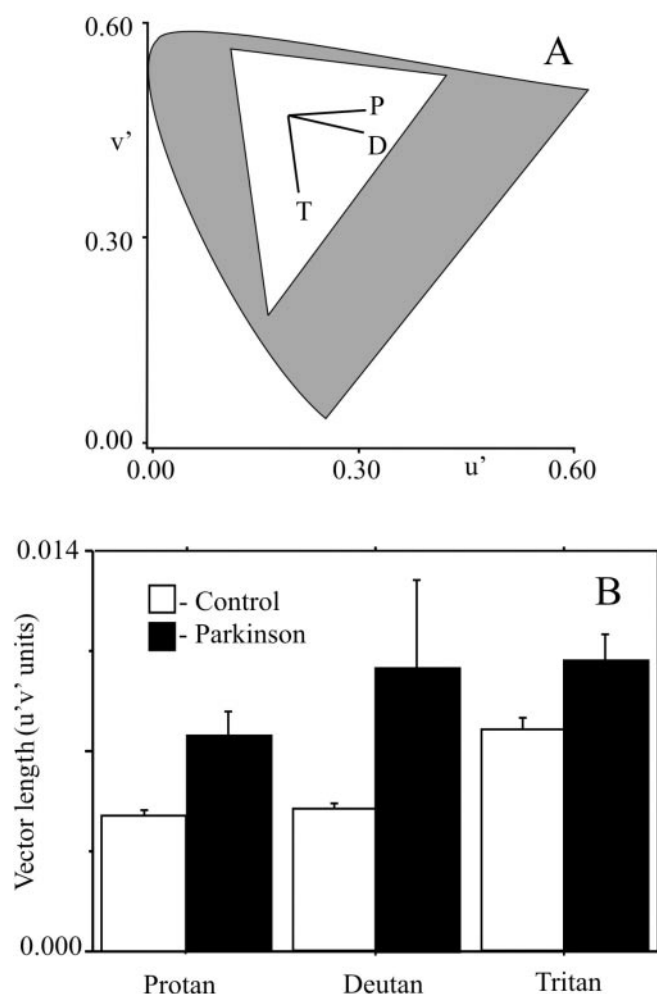 0.60
A
v'
P
D
T
0.30
0.00
0.00
0.30
u'
0.60
0.014
- Control
B
- Parkinson
Vector length (u'v' units)
0.000
Protan
Deutan
Tritan